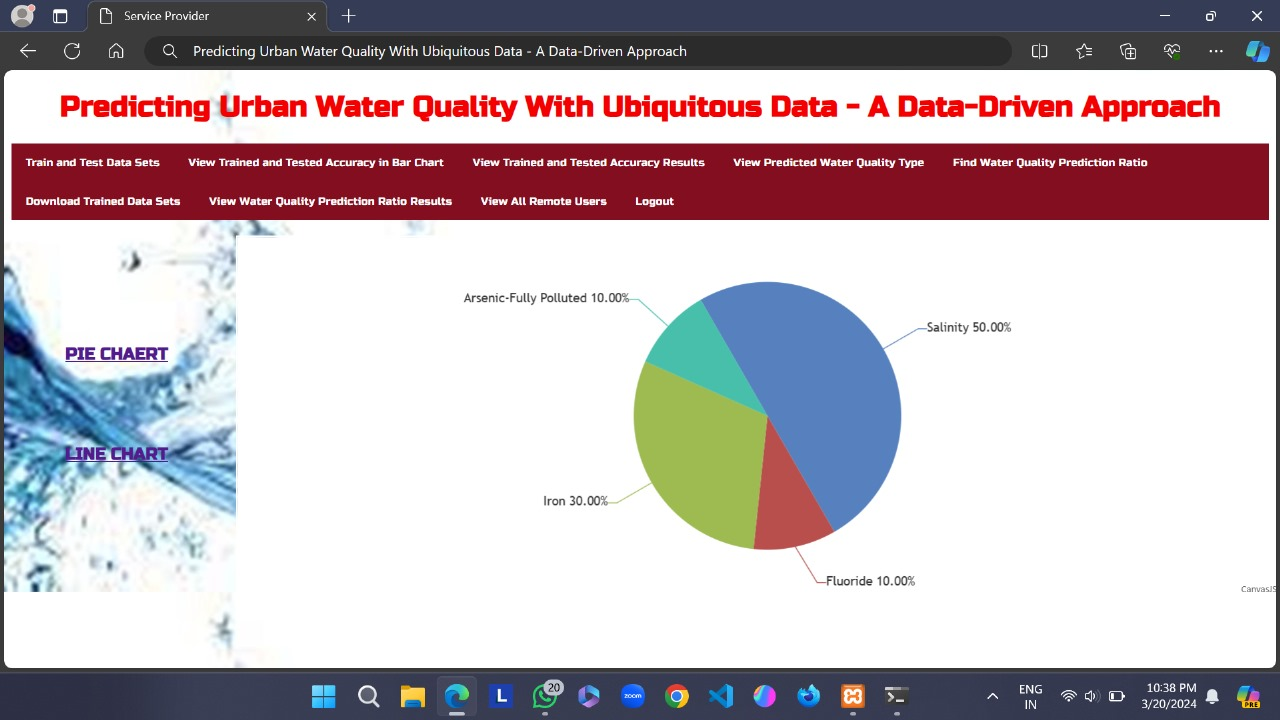 Service Provider
Predicting Urban Water Quality With Ubiquitous Data - A Data-Driven Approach
Predicting Urban Water Quality With Ubiquitous Data - A Data-Driven Approach
Train and Test Data Sets View Trained and Tested Accuracy in Bar Chart View Trained and Tested Accuracy Results View Predicted Water Quality Type Find Water Quality Prediction Ratio
Download Trained Data Sets View Water Quality Prediction Ratio Results View All Remote Users Logout
Arsenic-Fully Polluted 10.00%
Salinity 50.00%
PIE CHAERT
LINE CHART
Iron 30.00%
Fluoride 10.00%
CanvasJS
L
20
zoom
ENG
IN
10:38 PM
3/20/2024
PRE